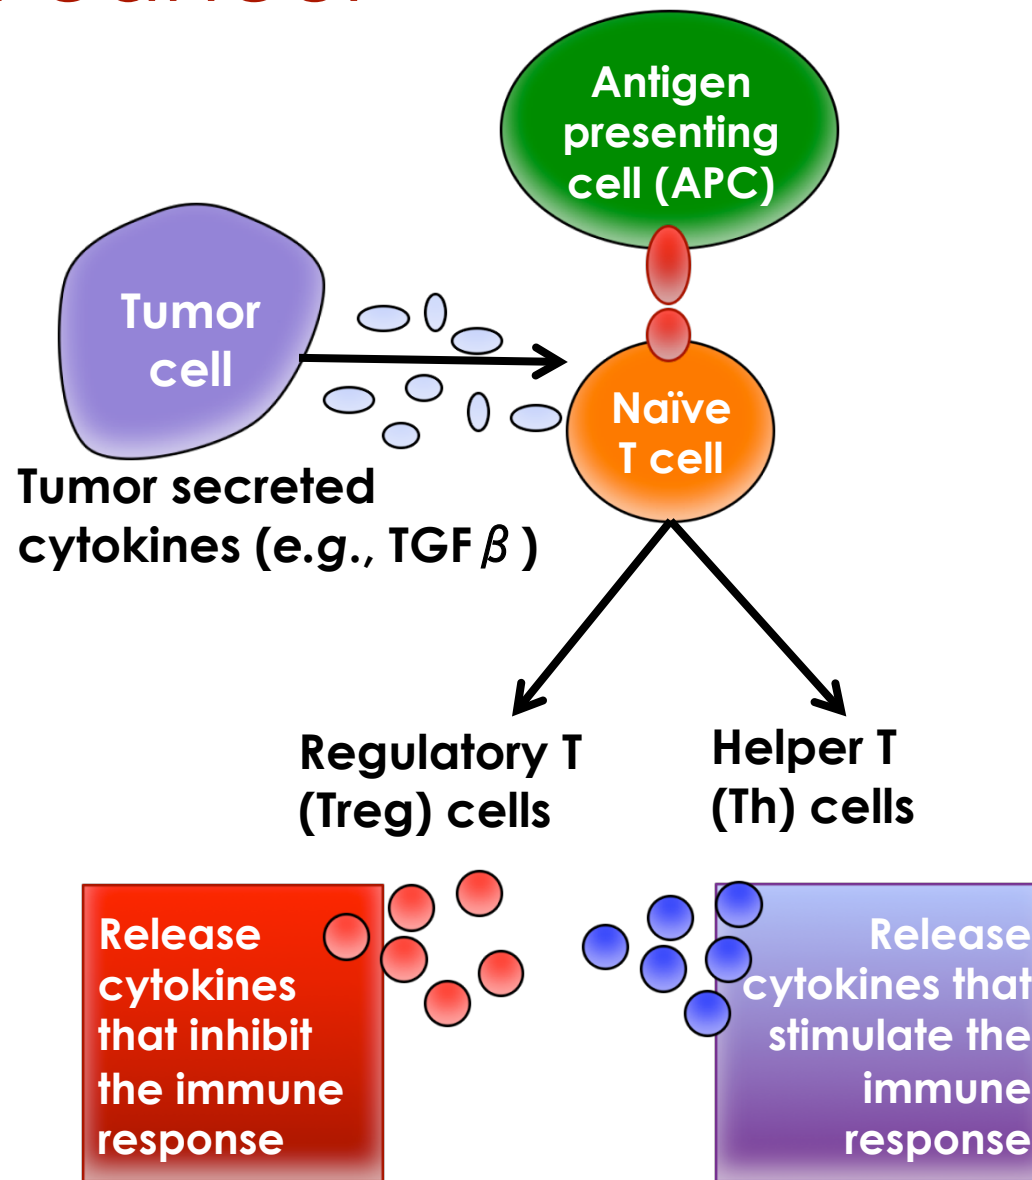 Antigen
presenting
cell (APC)
Tumor
cell
Naïve
T cell
Tumor secreted
cytokines (e.g., TGFβ)
Regulatory T
(Treg) cells
Helper T
(Th) cells
Release
cytokines
that inhibit
the immune
response
Release
cytokines that
stimulate the
immune
response